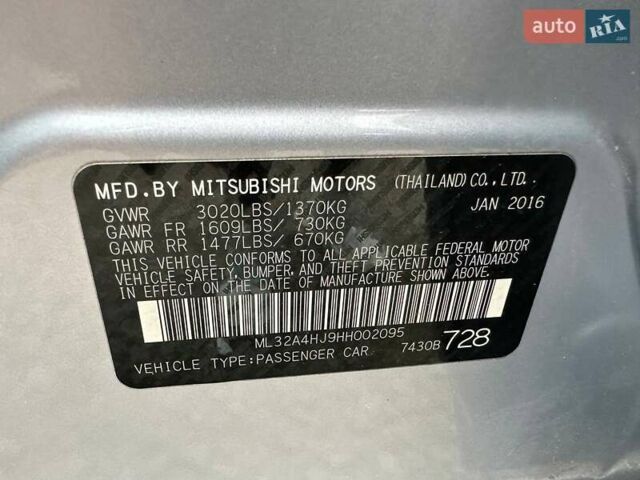 auto RIA.com
MFD.BY MITSUBISHI MOTORS (THAILAND)CO.,LTD.
GVWR 3020LBS/1370KG JAN 2016
GAWR FR 1609LBS/ 730KG
GAWR RR 1477LBS/ 670KG
THIS VEHICLE CONFORMS TO ALL APPLICABLE FEDERAL MOTOR
VEHICLE SAFETY, BUMPER, AND THEFT PREVENTION STANDARDS
IN EFFECT ON THE DATE OF MANUFACTURE SHOWN ABOVE.
ML32A4HJ9HH002095
VEHICLE TYPE:PASSENGER CAR 7430B 728